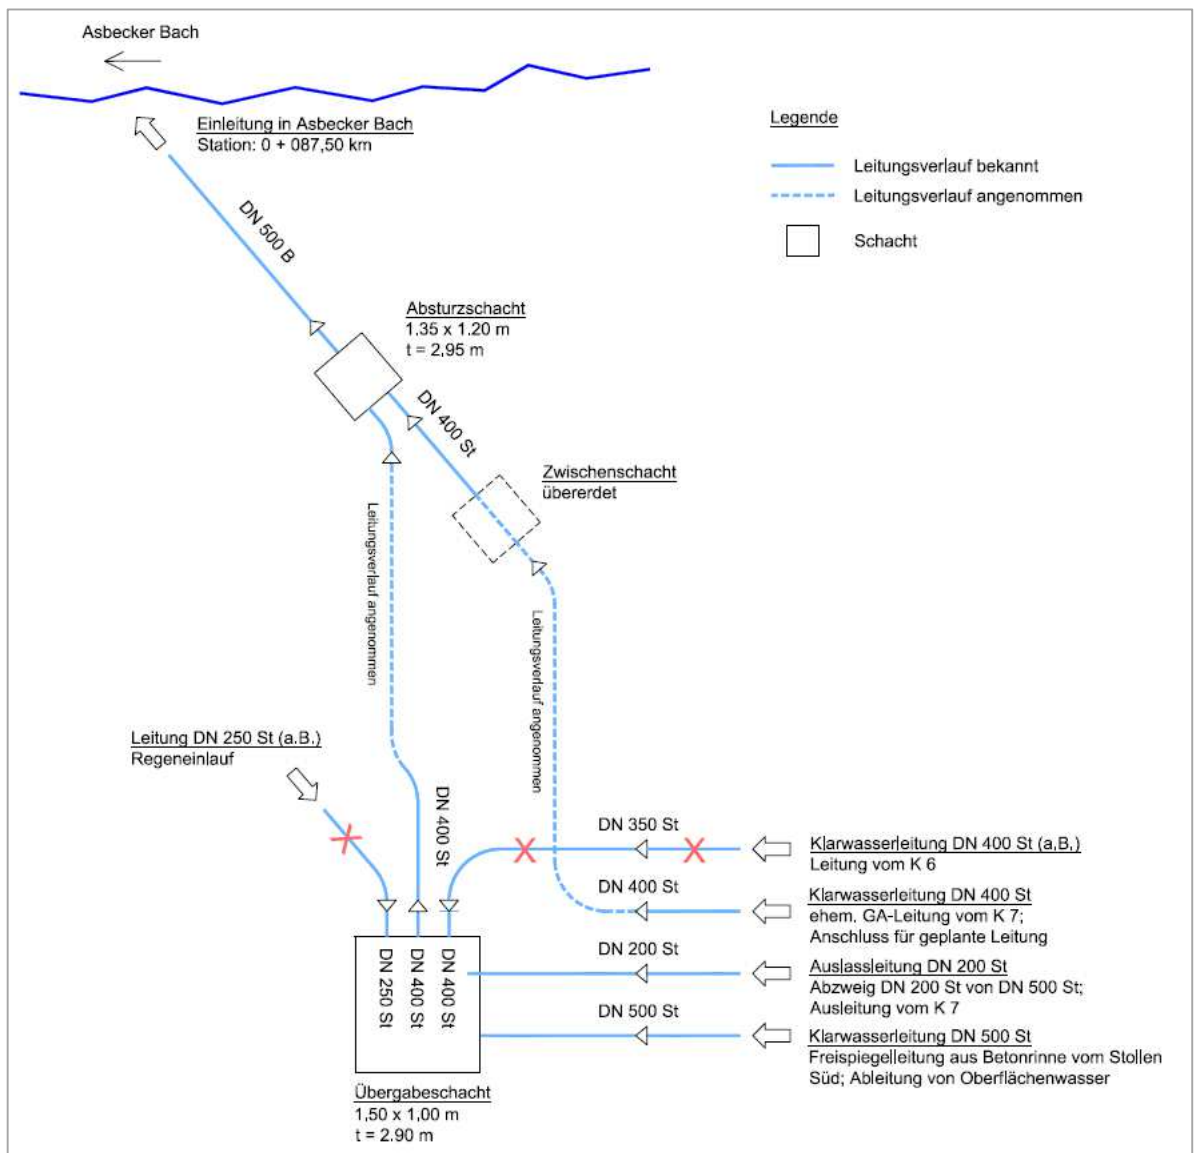 Asbecker Bach
Einleitung in Asbecker Bach
Station: 0 + 087,50 km
Legende
Leitungsverlauf bekannt
Leitungsverlauf angenommen
Schacht
DN 500 B
Absturzschacht
1.35 x 1.20 m
t = 2,95 m
DN 400 St
Zwischenschacht
übererdet
Leitungsverlauf angenommen
Leitungsverlauf angenommen
Leitung DN 250 St (a.B.)
Regeneinlauf
DN 400 St
DN 350 St
Klarwasserleitung DN 400 St (a,B,)
Leitung vom K 6
DN 400 St
Klarwasserleitung DN 400 St
ehem. GA-Leitung vom K 7;
Anschluss für geplante Leitung
DN 200 St
Auslassleitung DN 200 St
Abzweig DN 200 St von DN 500 St;
Ausleitung vom K 7
DN 500 St
Klarwasserleitung DN 500 St
Freispiegelleitung aus Betonrinne vom Stollen
Süd; Ableitung von Oberflächenwasser
DN 250 St
DN 400 St
DN 400 St
Übergabeschacht
1,50 x 1,00 m
t = 2.90 m